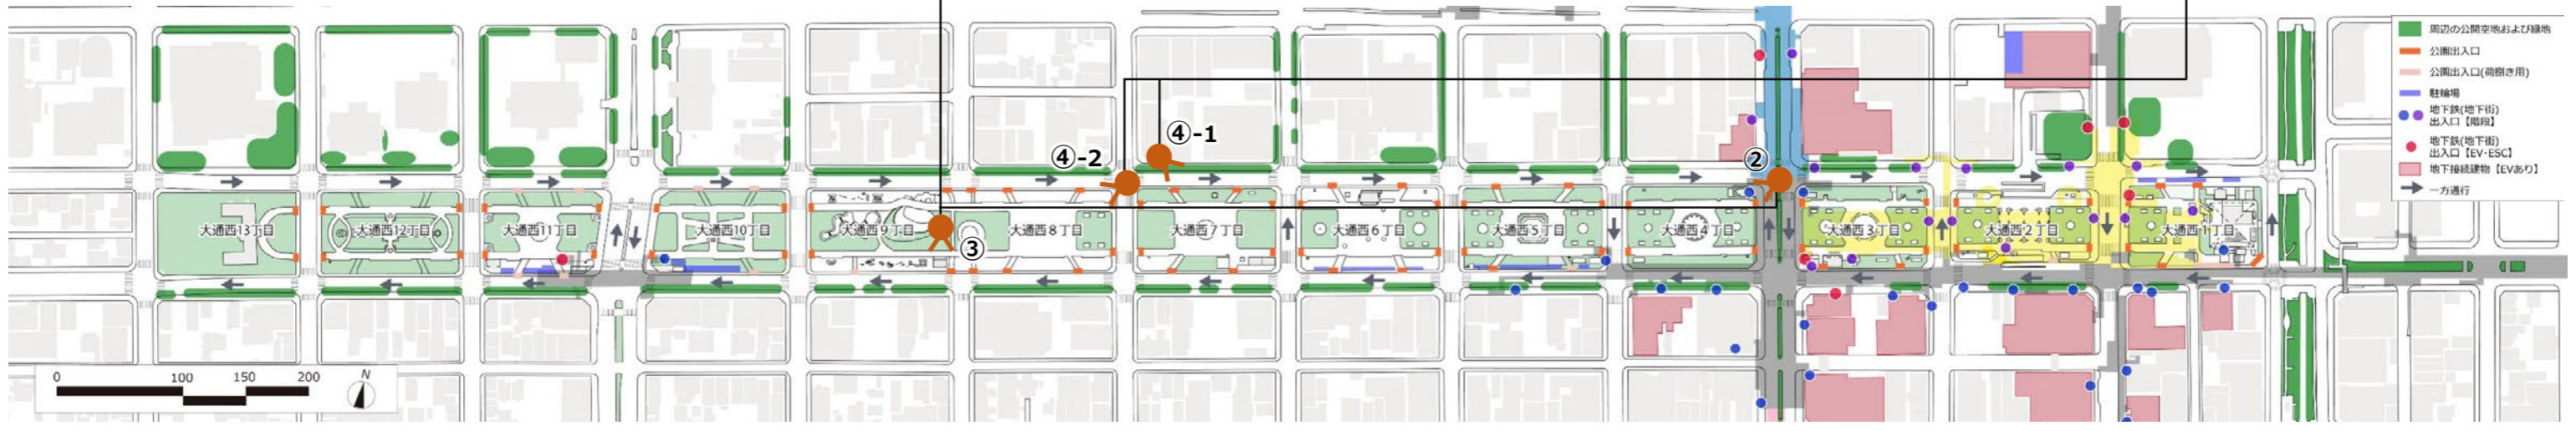 周辺の公開空地および緑地
公園出入口
公園出入口(荷捌き用)
駐輪場
地下鉄(地下街)
出入口【階段】
地下鉄(地下街)
出入口【EV・ESC】
地下接続建物【EVあり】
一方通行
④-1
④-2
②
③
大通西13丁目
大通西12丁目
大通西11丁目
大通西10丁目
大通西9丁目
大通西8丁目
大通西7丁目
大通西6丁目
大通西5丁目
大通西4丁目
大通西3丁目
大通西2丁目
大通西1丁目
0 100 150 200 N